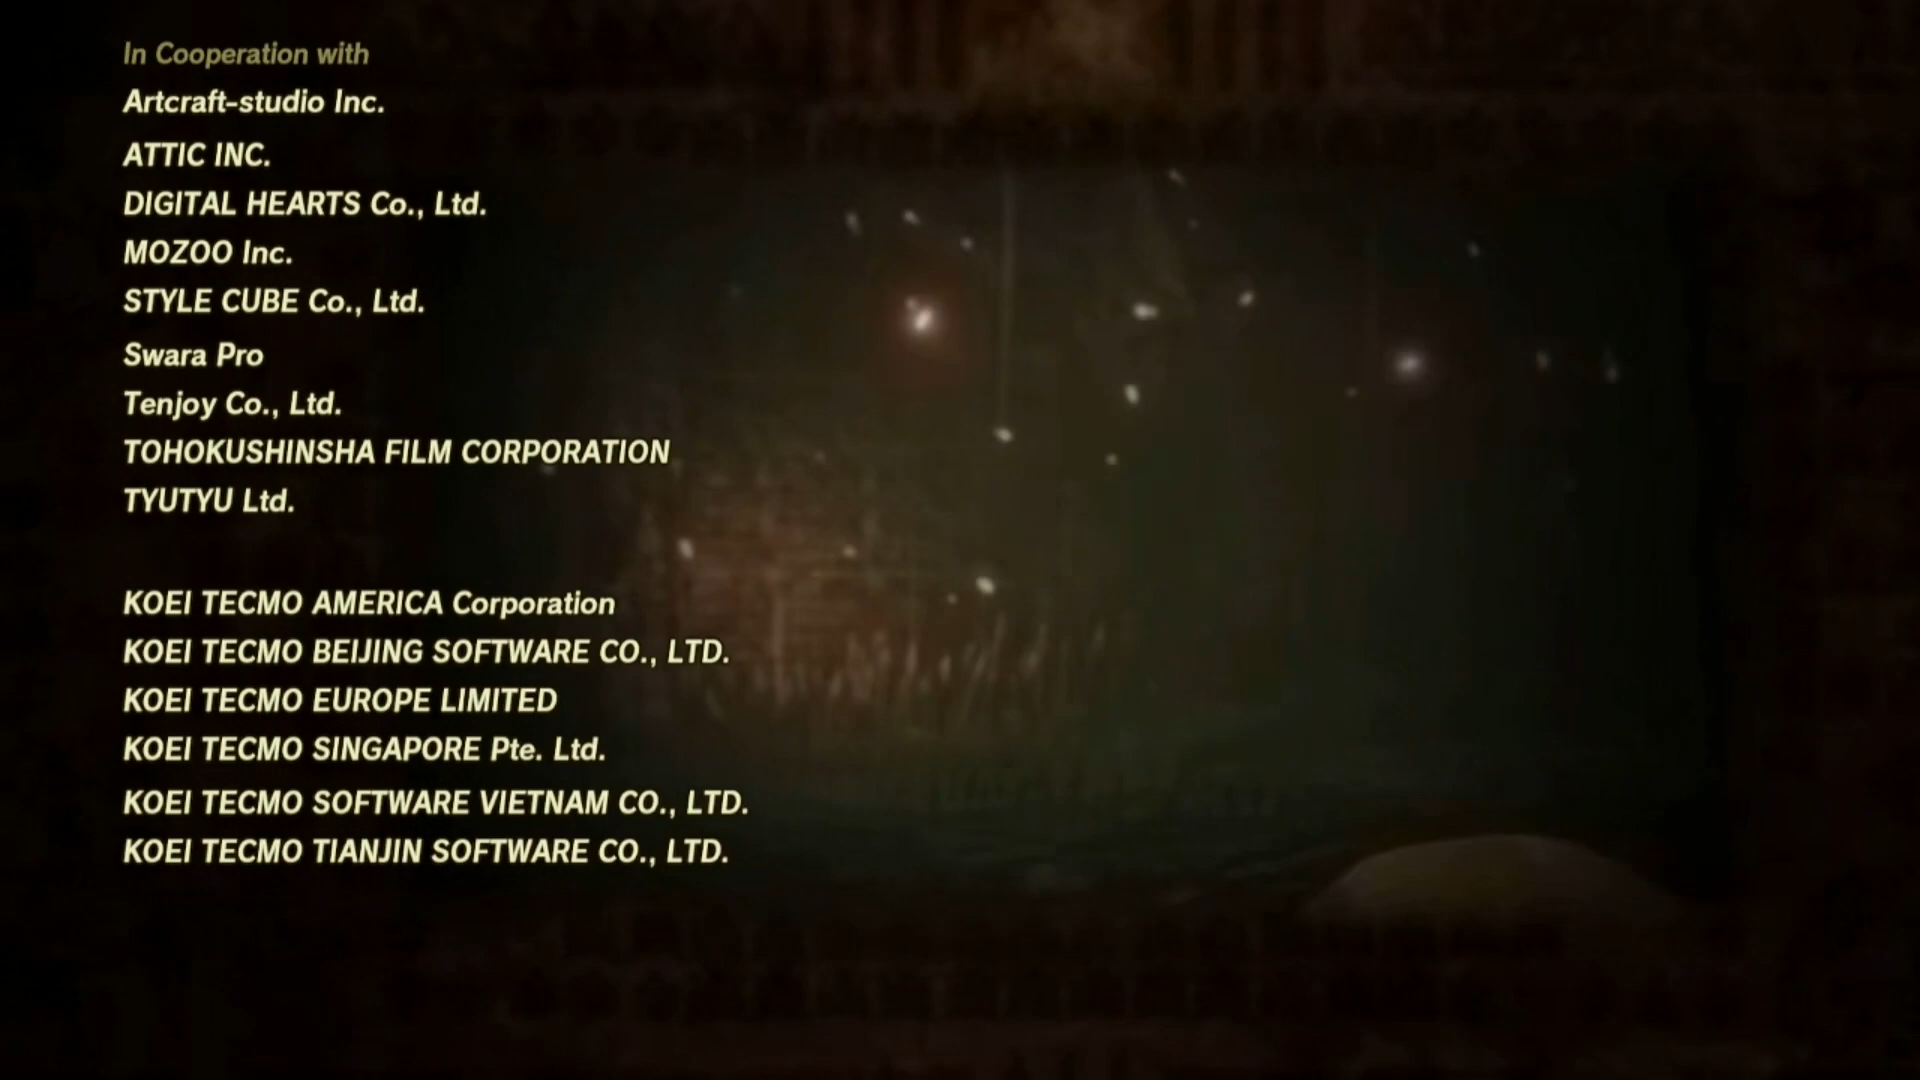 In Cooperation with
Artcraft-studio Inc.
ATTIC INC.
DIGITAL HEARTS Co., Ltd.
MOZOO Inc.
STYLE CUBE Co., Ltd.
Swara Pro
Tenjoy Co., Ltd.
TOHOKUSHINSHA FILM CORPORATION
TYUTYU Ltd.
KOEI TECMO AMERICA Corporation
KOEI TECMO BEIJING SOFTWARE CO., LTD.
KOEI TECMO EUROPE LIMITED
KOEI TECMO SINGAPORE Pte. Ltd.
KOEI TECMO SOFTWARE VIETNAM CO., LTD.
KOEI TECMO TIANJIN SOFTWARE CO., LTD.